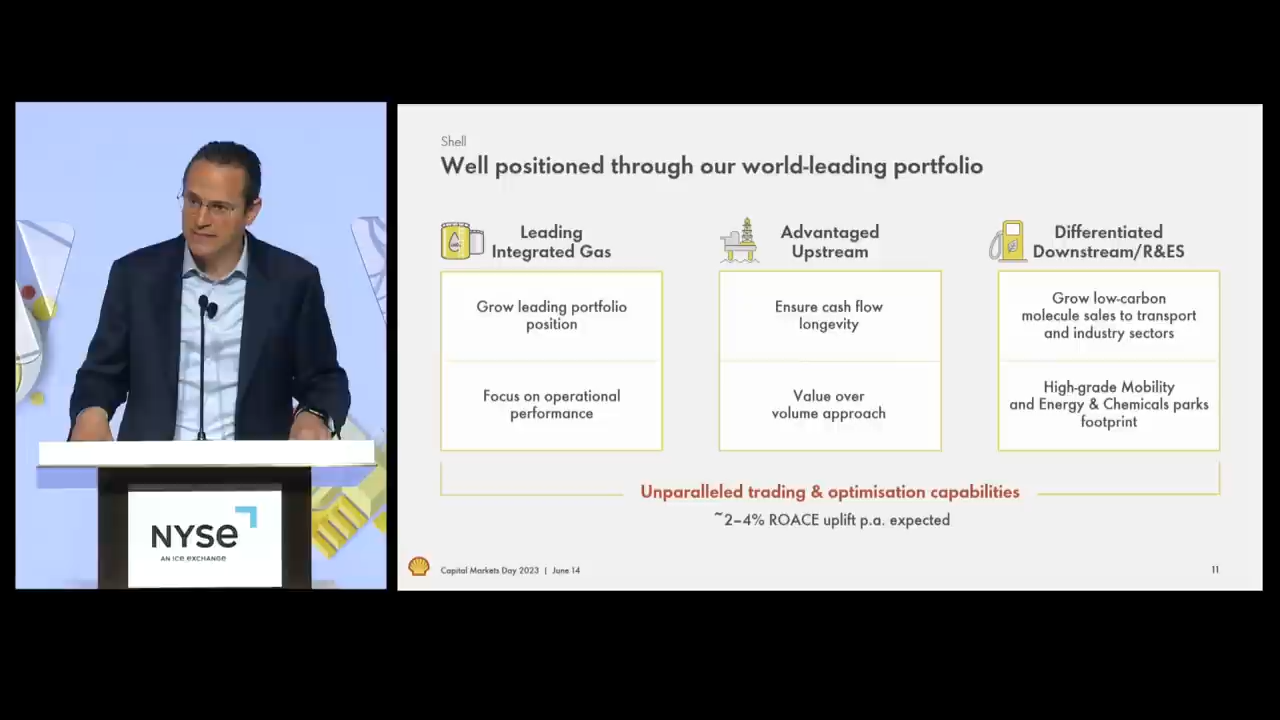 Shell
Well positioned through our world-leading portfolio
Leading
Integrated Gas
Grow leading portfolio
position
Focus on operational
performance
Advantaged
Upstream
Ensure cash flow
longevity
Value over
volume approach
Differentiated
Downstream/R&ES
Grow low-carbon
molecule sales to transport
and industry sectors
High-grade Mobility
and Energy & Chemicals parks
footprint
Unparalleled trading & optimisation capabilities
~2–4% ROACE uplift p.a. expected
Capital Markets Day 2023 | June 14
11
NYSE
AN ICE EXCHANGE